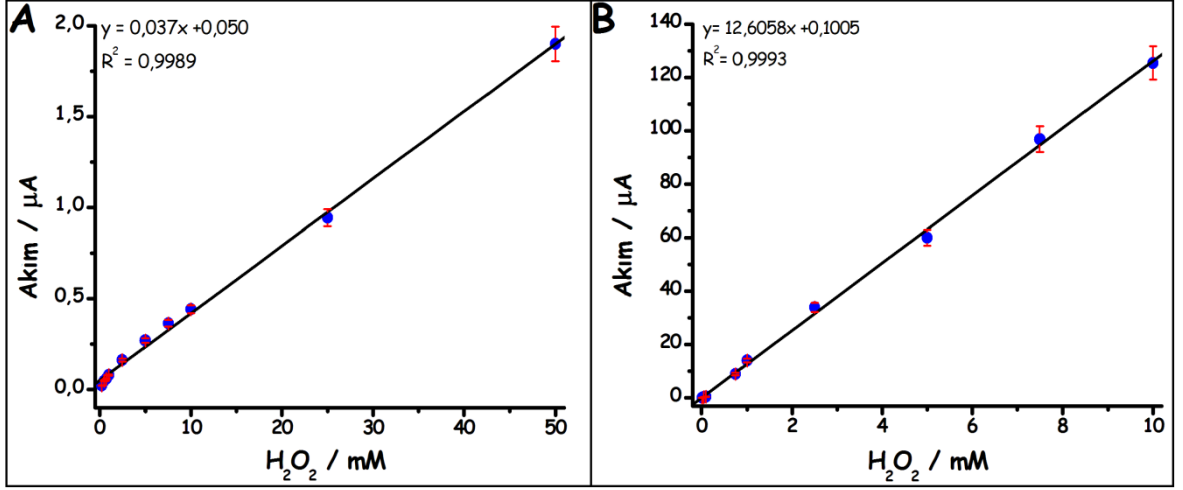 A
y = 0,037x +0,050
R² = 0,9989
2,0
1,5
1,0
0,5
0,0
Akım / µA
0 10 20 30 40 50
H₂O₂ / mM
B
y= 12,6058x +0,1005
R²= 0,9993
140
120
100
80
60
40
20
0
Akım / µA
0 2 4 6 8 10
H₂O₂ / mM